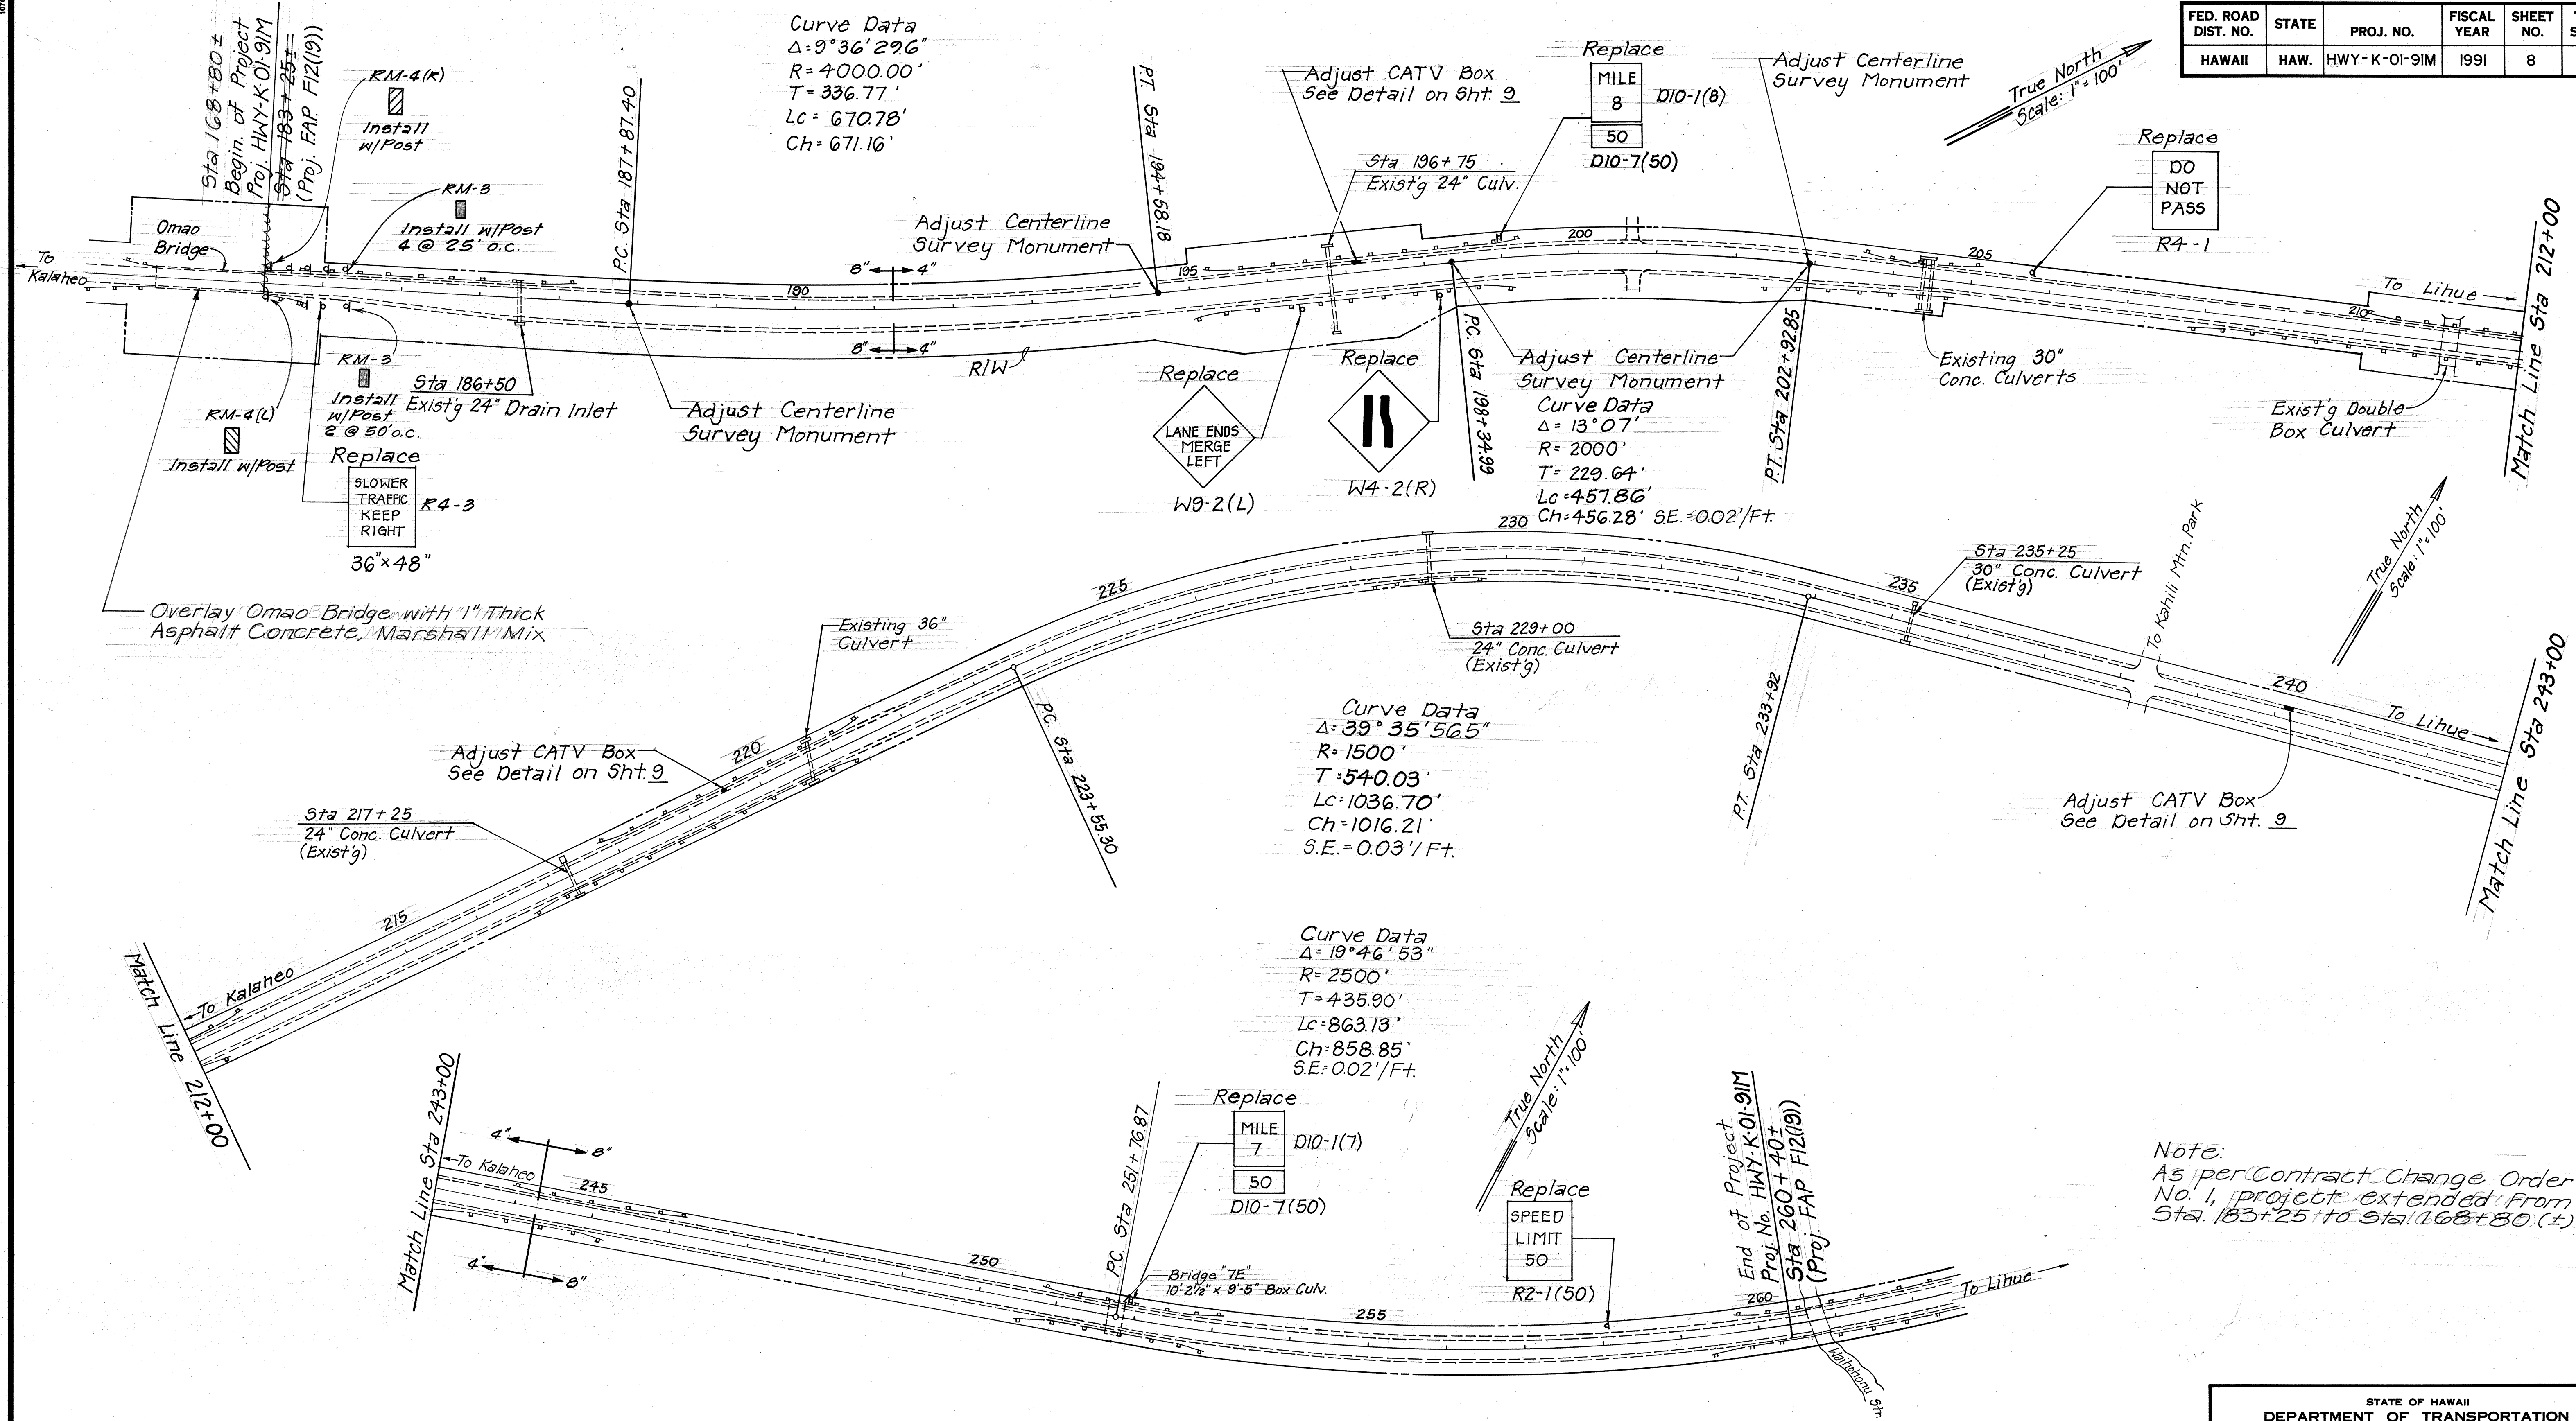 FED. ROAD DIST. NO. STATE PROJ. NO. FISCAL YEAR SHEET NO.
HAWAII HAW. HWY.-K-01-91M 1991 8
Sta 168+80±
Begin. of Project
Proj. HWY-K-01-91M
Sta 183+25±
(Proj. F.A.P. F12(19))
RM-4(R)
Install
w/Post
RM-3
Install w/Post
4 @ 25' o.c.
Omao
Bridge
To
Kalaheo
P.C. Sta 187+87.40
Curve Data
Δ=9°36'29.6"
R=4000.00'
T=336.77'
Lc= 670.78'
Ch=671.16'
Adjust Centerline
Survey Monument
P.T. Sta 194+58.18
Adjust CATV Box
See Detail on Sht. 9
Sta 196+75
Exist'g 24" Culv.
Replace
MILE
8
D10-1(8)
50
D10-7(50)
Adjust Centerline
Survey Monument
True North
Scale: 1"=100'
Replace
DO
NOT
PASS
R4-1
Match Line Sta 212+00
To Lihue
190
195
200
205
210
8" 4"
8" 4"
R/W
RM-3
Install
w/Post
2 @ 50' o.c.
RM-4(L)
Install w/Post
Sta 186+50
Exist'g 24" Drain Inlet
Replace
SLOWER
TRAFFIC
KEEP
RIGHT
R4-3
36"x48"
Adjust Centerline
Survey Monument
Replace
LANE ENDS
MERGE
LEFT
W9-2(L)
Replace
W4-2(R)
P.C. Sta 198+34.99
Adjust Centerline
Survey Monument
Curve Data
Δ= 13°07'
R= 2000'
T= 229.64'
Lc=457.86'
Ch=456.28' S.E.=0.02'/Ft.
P.T. Sta 202+92.85
Existing 30"
Conc. Culverts
Exist'g Double
Box Culvert
Overlay Omao Bridge with 1" Thick
Asphalt Concrete, Marshall Mix
215
220
225
230
235
240
Existing 36"
Culvert
Sta 229+00
24" Conc. Culvert
(Exist'g)
Sta 235+25
30" Conc. Culvert
(Exist'g)
To Kahili Mtn. Park
True North
Scale: 1"=100'
Adjust CATV Box
See Detail on Sht. 9
Sta 217+25
24" Conc. Culvert
(Exist'g)
P.C. Sta 223+55.30
Curve Data
Δ=39°35'56.5"
R=1500'
T=540.03'
Lc=1036.70'
Ch=1016.21'
S.E.=0.03'/Ft.
P.T. Sta 233+92
To Lihue
Adjust CATV Box
See Detail on Sht. 9
Match Line Sta 243+00
To Kalaheo
Match Line 212+00
Curve Data
Δ=19°46'53"
R=2500'
T=435.90'
Lc=863.13'
Ch=858.85'
S.E.=0.02'/Ft.
Match Line Sta 243+00
To Kalaheo
4" 8"
4" 8"
245
250
255
260
P.C. Sta 251+76.87
Replace
MILE
7
D10-1(7)
50
D10-7(50)
Bridge "7E"
10'-2½" x 9'-5" Box Culv.
True North
Scale: 1"=100'
Replace
SPEED
LIMIT
50
R2-1(50)
End of Project
Proj. No. HWY-K-01-91M
Sta 260+40±
(Proj. FAP F12(19))
To Lihue
Waihohonu Str.
Note:
As per Contract Change Order
No. 1, project extended from
Sta. 183+25 to Sta. 168+80 (±)
STATE OF HAWAII
DEPARTMENT OF TRANSPORTATION